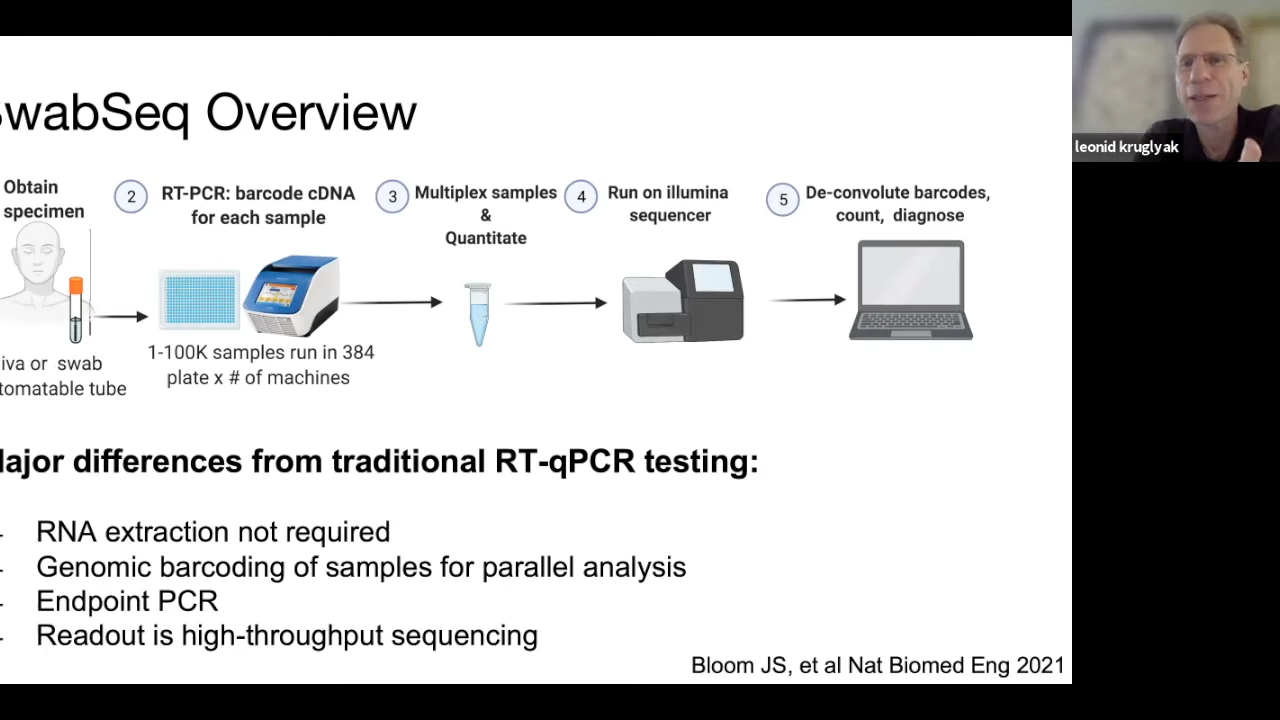 SwabSeq Overview
Obtain
specimen
2
RT-PCR: barcode cDNA
for each sample
3
Multiplex samples
&
Quantitate
4
Run on illumina
sequencer
5
De-convolute barcodes,
count, diagnose
iva or swab
tomatable tube
1-100K samples run in 384
plate x # of machines
lajor differences from traditional RT-qPCR testing:
- RNA extraction not required
- Genomic barcoding of samples for parallel analysis
- Endpoint PCR
- Readout is high-throughput sequencing
Bloom JS, et al Nat Biomed Eng 2021
leonid kruglyak